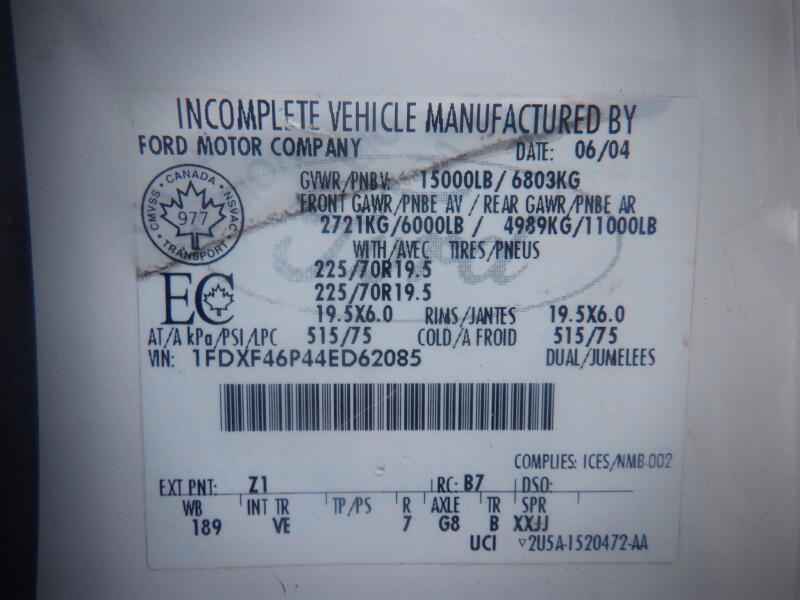 INCOMPLETE VEHICLE MANUFACTURED BY
FORD MOTOR COMPANY DATE: 06/04
CANADA
CMVSS NSVAC
977
TRANSPORT
GVWR/PNBV: 15000LB/6803KG
FRONT GAWR/PNBE AV / REAR GAWR/PNBE AR
2721KG/6000LB / 4989KG/11000LB
WITH/AVEC TIRES/PNEUS
Ford
225/70R19.5
225/70R19.5
EC
19.5X6.0 RIMS/JANTES 19.5X6.0
AT/A kPa/PSI/LPC 515/75 COLD/A FROID 515/75
VIN: 1FDXF46P44ED62085 DUAL/JUMELEES
COMPLIES: ICES/NMB-002
EXT PNT: Z1 RC: B7 DSO:
WB INT TR TP/PS R AXLE TR SPR
189 VE 7 G8 B XXJJ
UCI ▽2U5A-1520472-AA